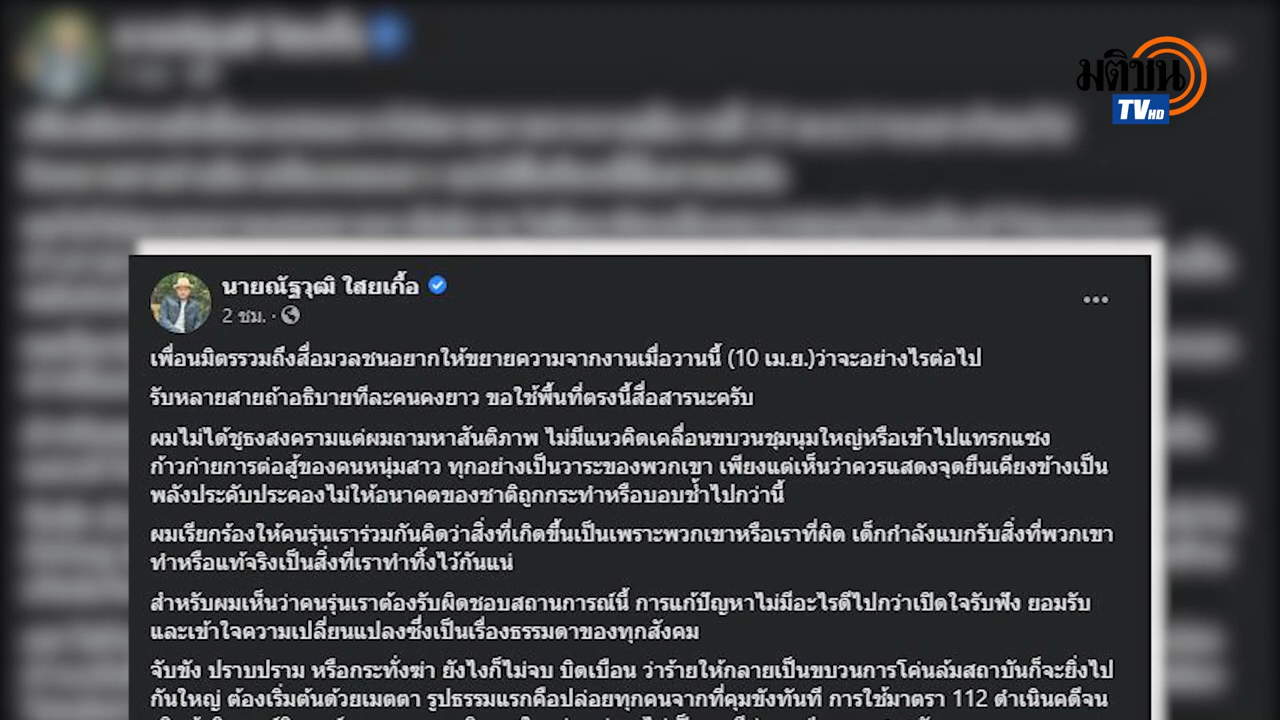 มติชน
TV HD
นายณัฐวุฒิ ใสยเกื้อ
2 ชม. ·
เพื่อนมิตรรวมถึงสื่อมวลชนอยากให้ขยายความจากงานเมื่อวานนี้ (10 เม.ย.)ว่าจะอย่างไรต่อไป
รับหลายสายถ้าอธิบายทีละคนคงยาว ขอใช้พื้นที่ตรงนี้สื่อสารนะครับ
ผมไม่ได้ชูธงสงครามแต่ผมถามหาสันติภาพ ไม่มีแนวคิดเคลื่อนขบวนชุมนุมใหญ่หรือเข้าไปแทรกแซง
ก้าวก่ายการต่อสู้ของคนหนุ่มสาว ทุกอย่างเป็นวาระของพวกเขา เพียงแต่เห็นว่าควรแสดงจุดยืนเคียงข้างเป็น
พลังประคับประคองไม่ให้อนาคตของชาติถูกกระทำหรือบอบช้ำไปกว่านี้
ผมเรียกร้องให้คนรุ่นเราร่วมกันคิดว่าสิ่งที่เกิดขึ้นเป็นเพราะพวกเขาหรือเราที่ผิด เด็กกำลังแบกรับสิ่งที่พวกเขา
ทำหรือแท้จริงเป็นสิ่งที่เราทำทิ้งไว้กันแน่
สำหรับผมเห็นว่าคนรุ่นเราต้องรับผิดชอบสถานการณ์นี้ การแก้ปัญหาไม่มีอะไรดีไปกว่าเปิดใจรับฟัง ยอมรับ
และเข้าใจความเปลี่ยนแปลงซึ่งเป็นเรื่องธรรมดาของทุกสังคม
จับขัง ปราบปราม หรือกระทั่งฆ่า ยังไงก็ไม่จบ บิดเบือน ว่าร้ายให้กลายเป็นขบวนการโค่นล้มสถาบันก็จะยิ่งไป
กันใหญ่ ต้องเริ่มต้นด้วยเมตตา รูปธรรมแรกคือปล่อยทุกคนจากที่คุมขังทันที การใช้มาตรา 112 ดำเนินคดีจน